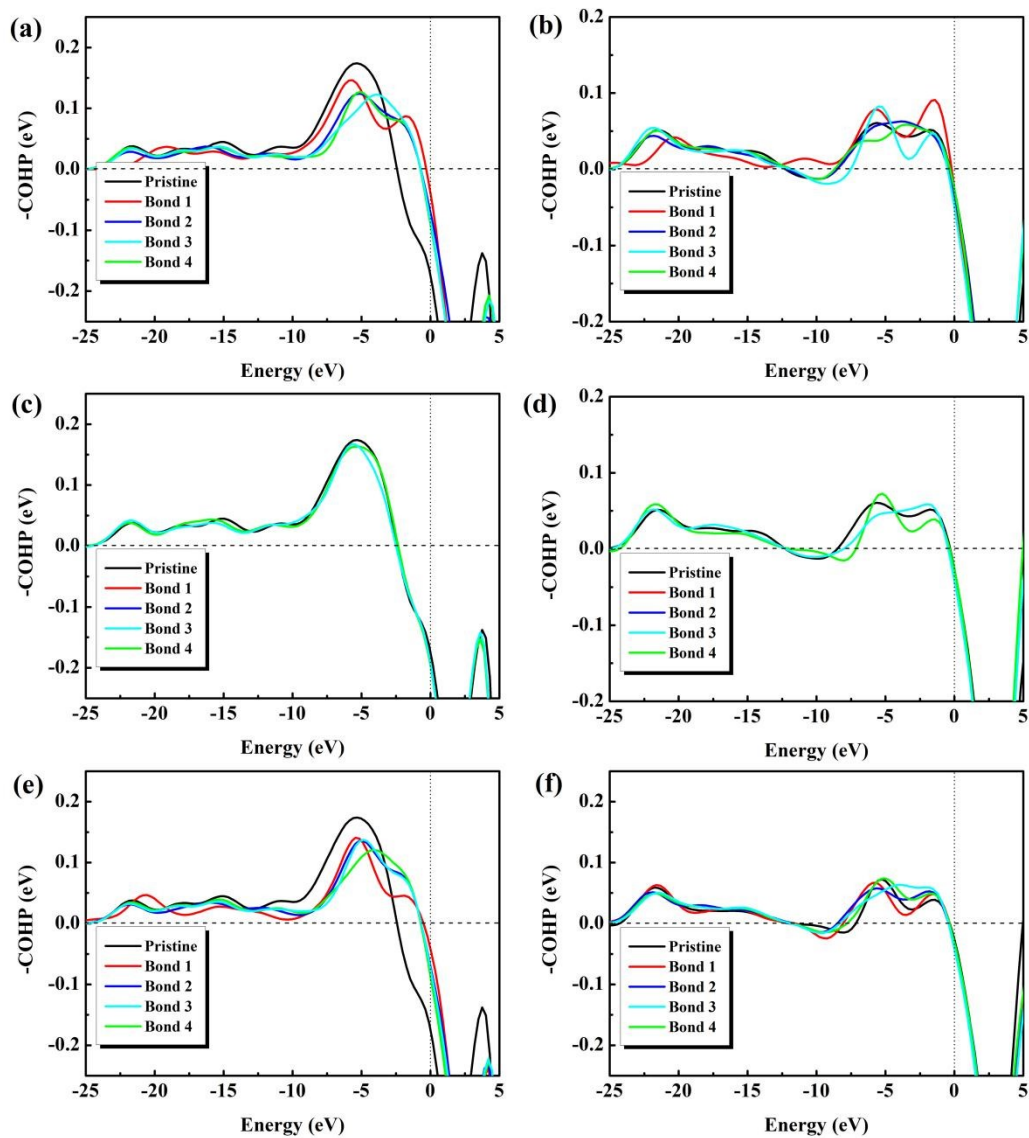 (a)
0.2
0.1
0.0
-0.1
-0.2
-COHP (eV)
Pristine
Bond 1
Bond 2
Bond 3
Bond 4
-25 -20 -15 -10 -5 0 5
Energy (eV)
(b)
0.2
0.1
0.0
-0.1
-0.2
-COHP (eV)
Pristine
Bond 1
Bond 2
Bond 3
Bond 4
-25 -20 -15 -10 -5 0 5
Energy (eV)
(c)
0.2
0.1
0.0
-0.1
-0.2
-COHP (eV)
Pristine
Bond 1
Bond 2
Bond 3
Bond 4
-25 -20 -15 -10 -5 0 5
Energy (eV)
(d)
0.2
0.1
0.0
-0.1
-0.2
-COHP (eV)
Pristine
Bond 1
Bond 2
Bond 3
Bond 4
-25 -20 -15 -10 -5 0 5
Energy (eV)
(e)
0.2
0.1
0.0
-0.1
-0.2
-COHP (eV)
Pristine
Bond 1
Bond 2
Bond 3
Bond 4
-25 -20 -15 -10 -5 0 5
Energy (eV)
(f)
0.2
0.1
0.0
-0.1
-0.2
-COHP (eV)
Pristine
Bond 1
Bond 2
Bond 3
Bond 4
-25 -20 -15 -10 -5 0 5
Energy (eV)